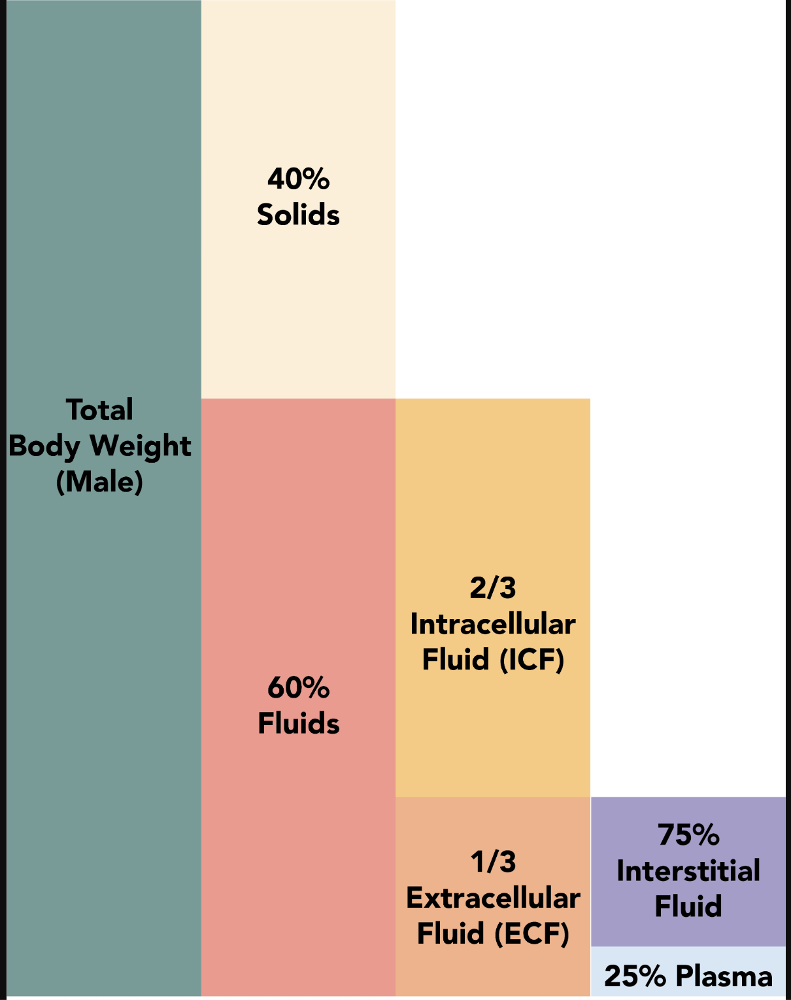 Total
Body Weight
(Male)
40%
Solids
60%
Fluids
2/3
Intracellular
Fluid (ICF)
1/3
Extracellular
Fluid (ECF)
75%
Interstitial
Fluid
25% Plasma